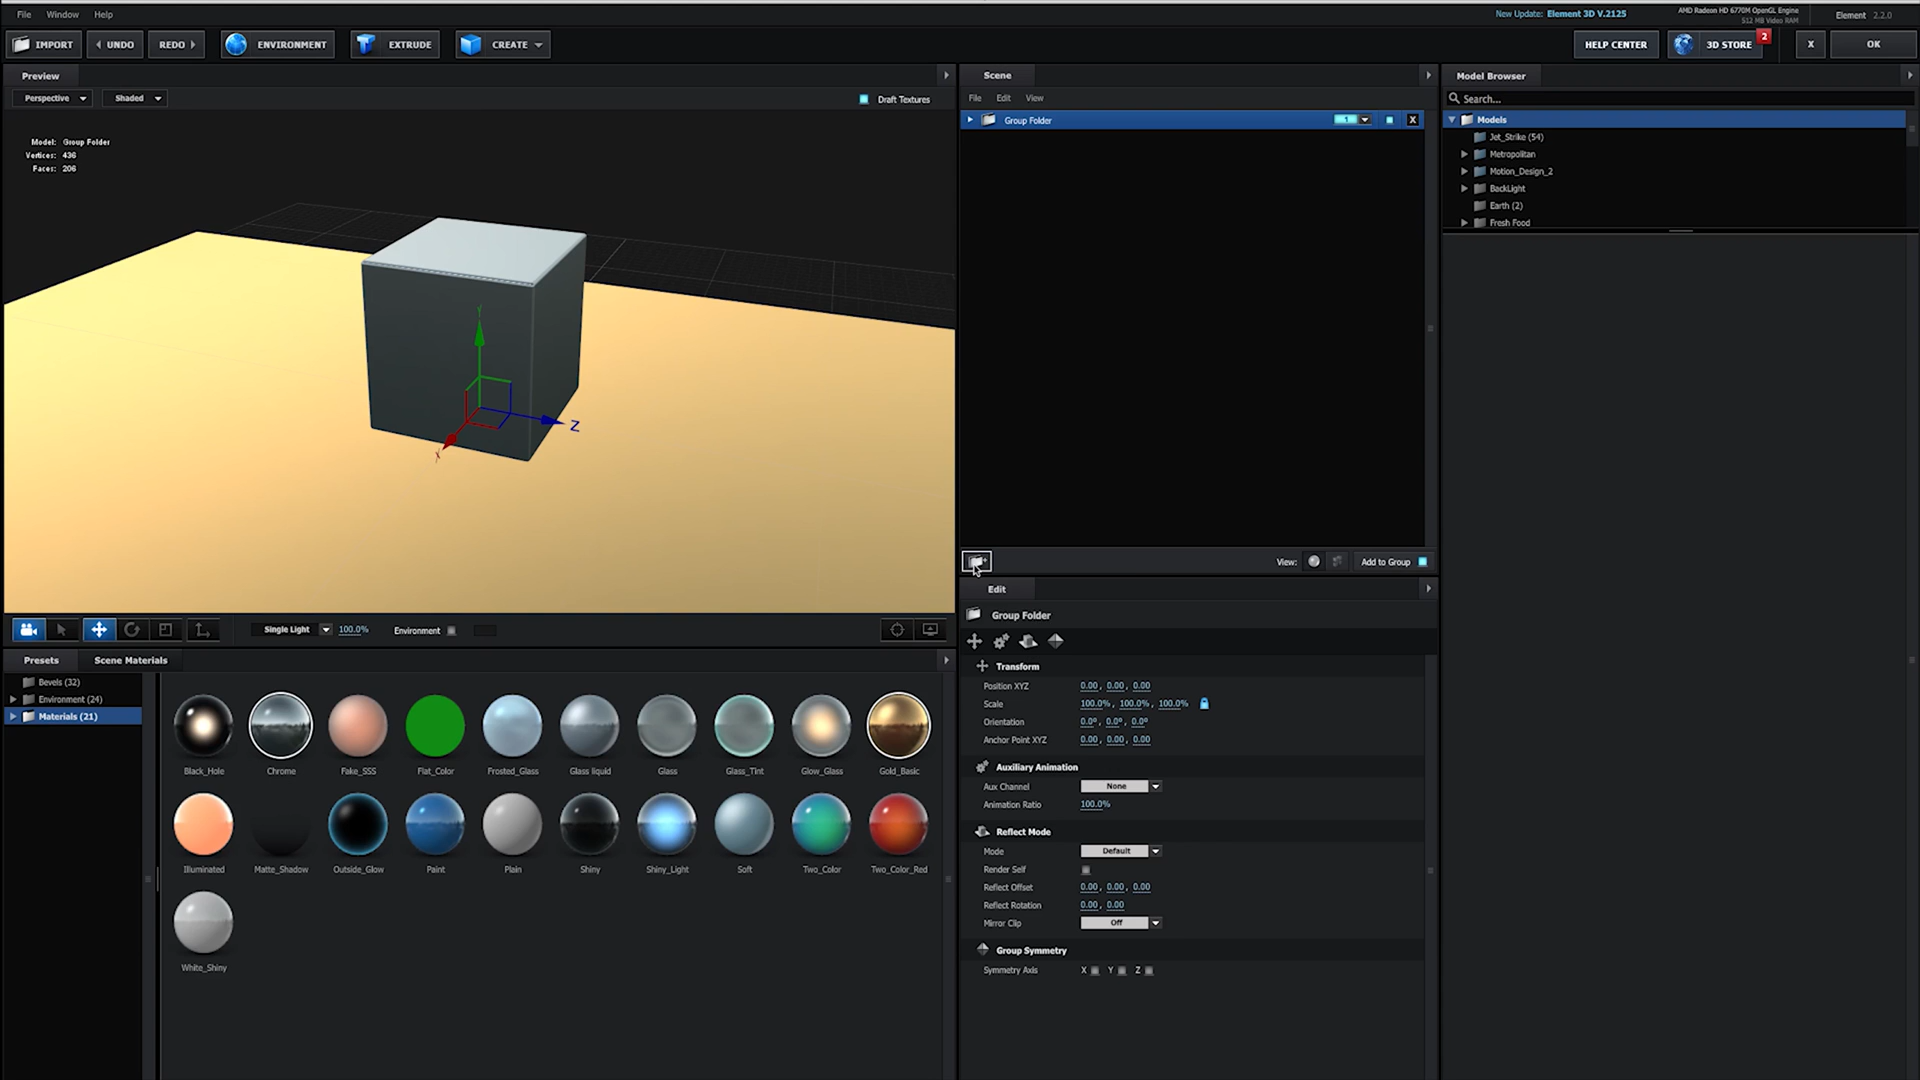 File Window Help
New Update: Element 3D V.2125
AMD Radeon HD 6770M OpenGL Engine
512 MB Video RAM
Element 2.2.0
IMPORT UNDO REDO ENVIRONMENT EXTRUDE CREATE
HELP CENTER 3D STORE 2 X OK
Preview
Perspective Shaded
Draft Textures
Model: Group Folder
Vertices: 436
Faces: 206
Y
Z
X
Single Light 100.0% Environment
Scene
File Edit View
Group Folder 1 X
View: Add to Group
Model Browser
Search...
Models
Jet_Strike (54)
Metropolitan
Motion_Design_2
BackLight
Earth (2)
Fresh Food
Presets Scene Materials
Bevels (32)
Environment (24)
Materials (21)
Black_Hole Chrome Fake_SSS Flat_Color Frosted_Glass Glass liquid Glass Glass_Tint Glow_Glass Gold_Basic
Illuminated Matte_Shadow Outside_Glow Paint Plain Shiny Shiny_Light Soft Two_Color Two_Color_Red
White_Shiny
Edit
Group Folder
Transform
Position XYZ 0.00, 0.00, 0.00
Scale 100.0%, 100.0%, 100.0%
Orientation 0.0°, 0.0°, 0.0°
Anchor Point XYZ 0.00, 0.00, 0.00
Auxiliary Animation
Aux Channel None
Animation Ratio 100.0%
Reflect Mode
Mode Default
Render Self
Reflect Offset 0.00, 0.00, 0.00
Reflect Rotation 0.00, 0.00
Mirror Clip Off
Group Symmetry
Symmetry Axis X Y Z